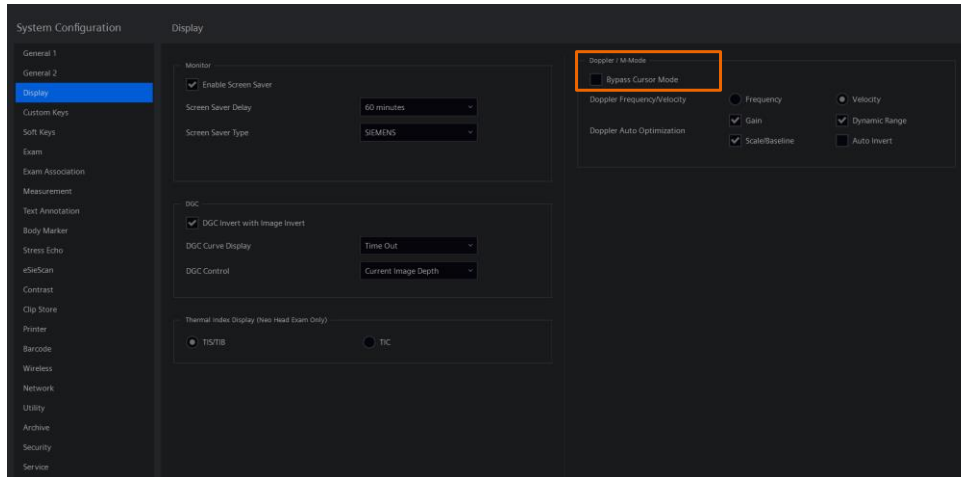 System Configuration
Display
General 1
General 2
Display
Custom Keys
Soft Keys
Exam
Exam Association
Measurement
Text Annotation
Body Marker
Stress Echo
eSieScan
Contrast
Clip Store
Printer
Barcode
Wireless
Network
Utility
Archive
Security
Service
Monitor
Enable Screen Saver
Screen Saver Delay 60 minutes
Screen Saver Type SIEMENS
DGC
DGC Invert with Image Invert
DGC Curve Display Time Out
DGC Control Current Image Depth
Thermal Index Display (Neo Head Exam Only)
TIS/TIB TIC
Doppler / M-Mode
Bypass Cursor Mode
Doppler Frequency/Velocity Frequency Velocity
Gain Dynamic Range
Doppler Auto Optimization
Scale/Baseline Auto Invert